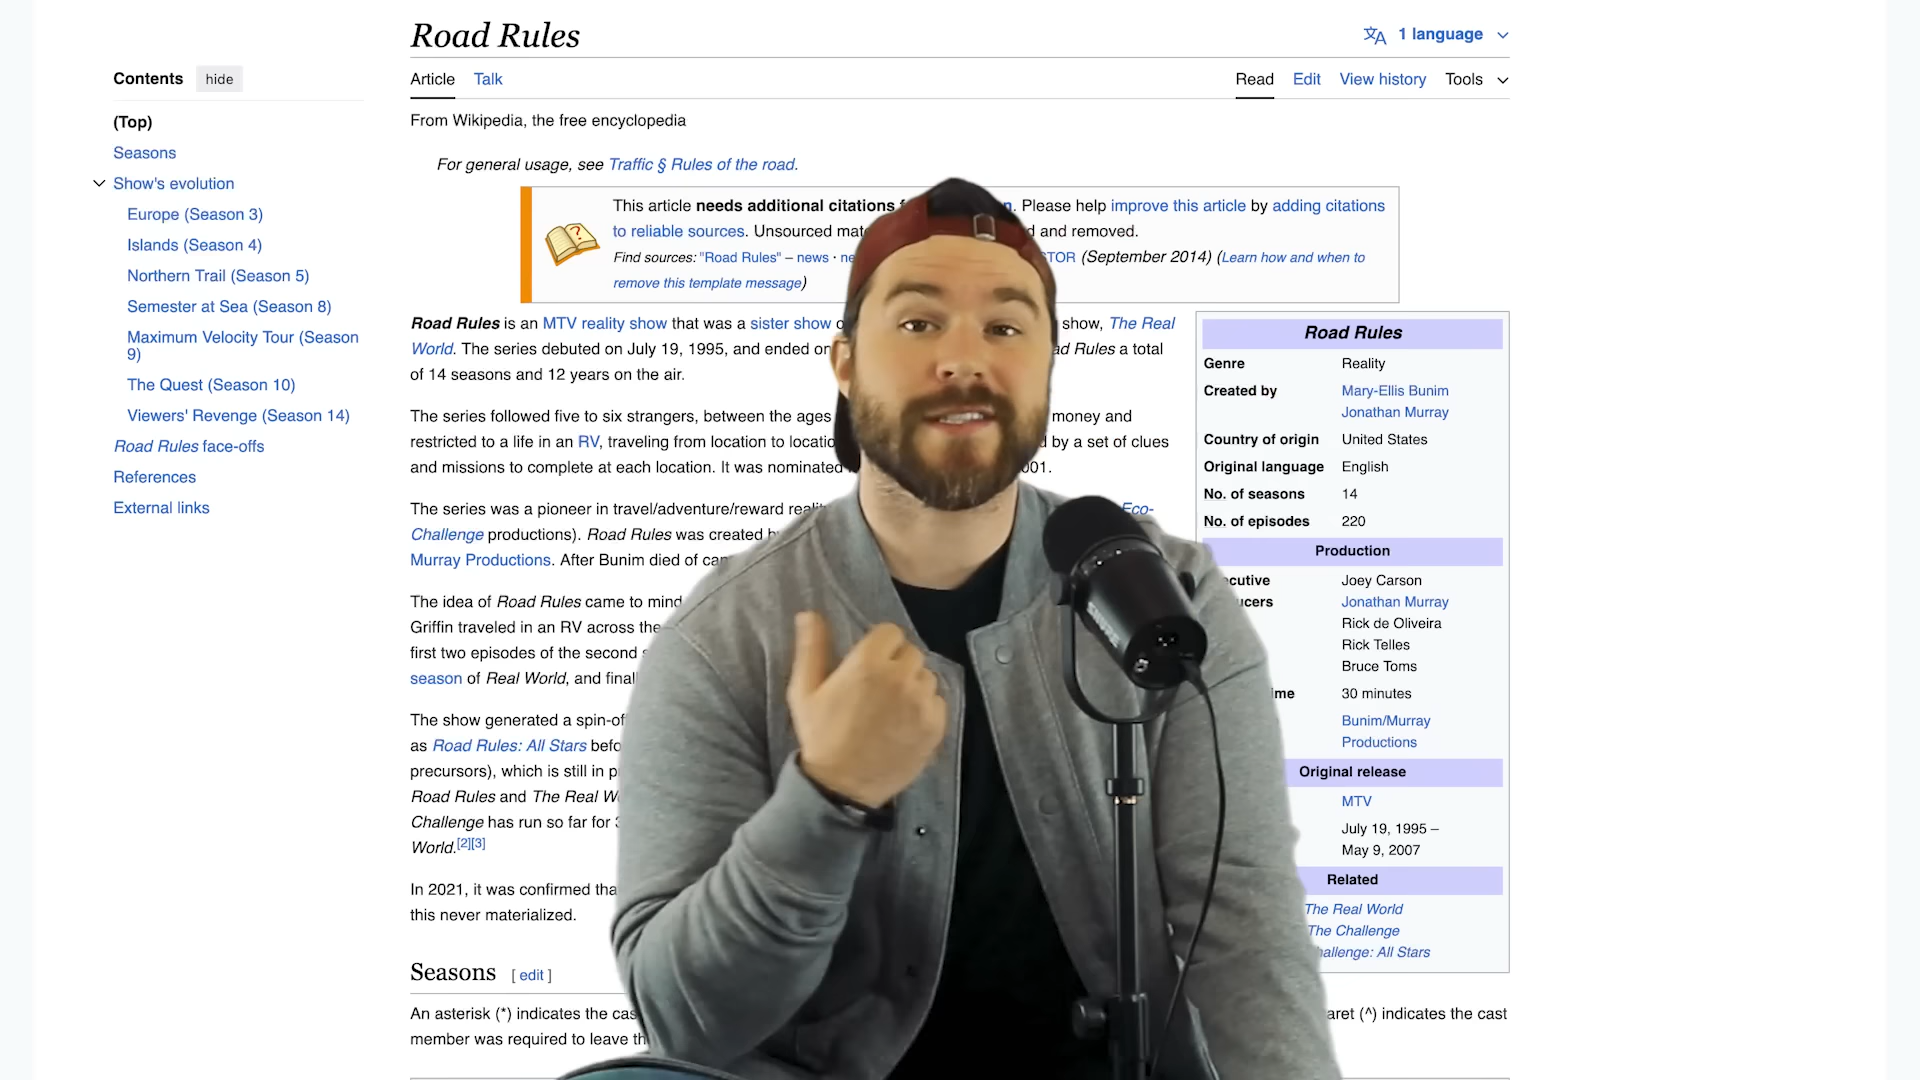 Road Rules
1 language
Contents hide
Article Talk
Read Edit View history Tools
From Wikipedia, the free encyclopedia
(Top)
Seasons
Show's evolution
Europe (Season 3)
Islands (Season 4)
Northern Trail (Season 5)
Semester at Sea (Season 8)
Maximum Velocity Tour (Season
9)
The Quest (Season 10)
Viewers' Revenge (Season 14)
Road Rules face-offs
References
External links
For general usage, see Traffic § Rules of the road.
This article needs additional citations . Please help improve this article by adding citations
to reliable sources. Unsourced and removed.
Find sources: "Road Rules" – news · (September 2014) (Learn how and when to
remove this template message)
Road Rules is an MTV reality show that was a sister show show, The Real
World. The series debuted on July 19, 1995, and ended on Rules a total
of 14 seasons and 12 years on the air.
The series followed five to six strangers, between the ages money and
restricted to a life in an RV, traveling from location to by a set of clues
and missions to complete at each location. It was nominated
The series was a pioneer in travel/adventure/reward Eco-
Challenge productions). Road Rules was created
Murray Productions. After Bunim died of
The idea of Road Rules came to mind
Griffin traveled in an RV across the
first two episodes of the second
season of Real World, and
The show generated a
as Road Rules: All Stars
precursors), which is still in
Road Rules and The Real
Challenge has run so far for
World.[2][3]
In 2021, it was confirmed
this never materialized.
Seasons [ edit ]
An asterisk (*) indicates the (^) indicates the cast
member was required to leave
Road Rules
Genre Reality
Created by Mary-Ellis Bunim
Jonathan Murray
Country of origin United States
Original language English
No. of seasons 14
No. of episodes 220
Production
Joey Carson
Jonathan Murray
Rick de Oliveira
Rick Telles
Bruce Toms
30 minutes
Bunim/Murray
Productions
Original release
MTV
July 19, 1995 –
May 9, 2007
Related
The Real World
The Challenge
All Stars